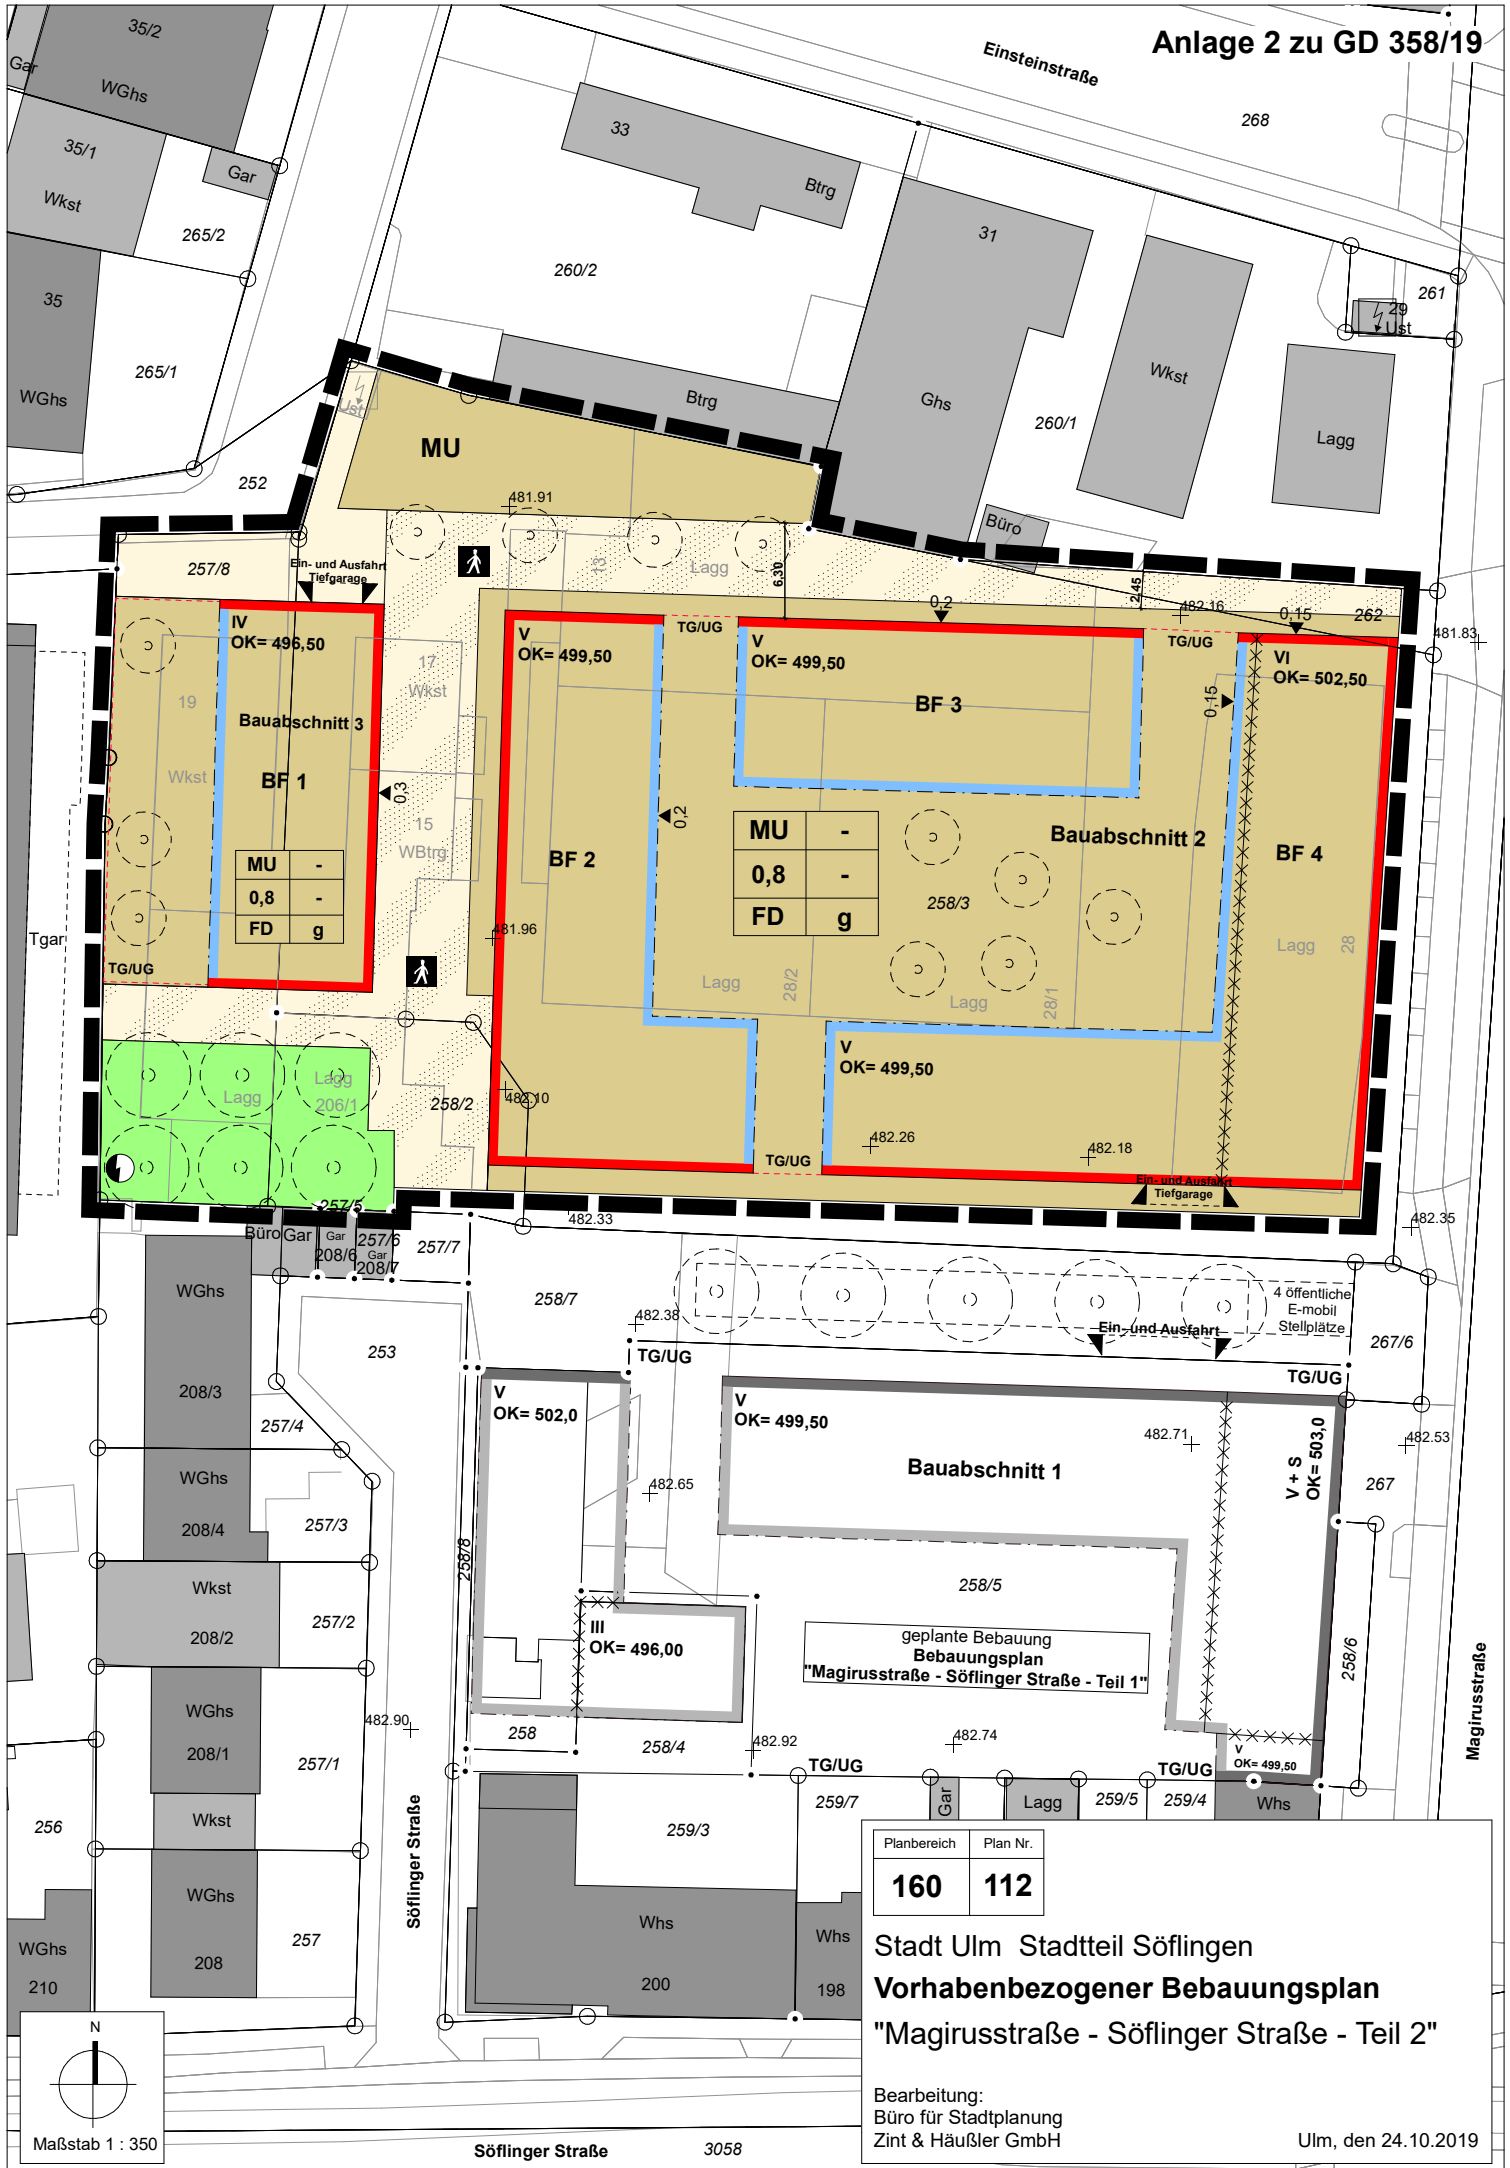 Anlage 2 zu GD 358/19
Einsteinstraße
268
35/2
Gar
WGhs
35/1
Wkst
Gar
265/2
33
Btrg
31
260/2
35
265/1
WGhs
261
29
Ust
Wkst
Ust
Btrg
Ghs
260/1
Lagg
MU
252
481.91
Büro
257/8
Ein- und Ausfahrt
Tiefgarage
13
Lagg
6,30
2,45
0,2
482.16
0,15
262
481.83
IV
OK= 496,50
V
OK= 499,50
TG/UG
V
OK= 499,50
TG/UG
VI
OK= 502,50
17
Wkst
19
Bauabschnitt 3
BF 3
0,15
Wkst
BF 1
0,3
15
WBtrg
0,2
BF 2
MU -
0,8 -
FD g
Bauabschnitt 2
BF 4
MU -
0,8 -
FD g
258/3
481.96
Tgar
TG/UG
Lagg
28/2
Lagg
28/1
Lagg
28
V
OK= 499,50
Lagg
Lagg
206/1
258/2
482.10
482.26
482.18
TG/UG
Ein- und Ausfahrt
Tiefgarage
257/5
482.33
482.35
Büro
Gar
Gar
208/6
257/6
Gar
208/7
257/7
WGhs
258/7
4 öffentliche
E-mobil
Stellplätze
482.38
Ein- und Ausfahrt
267/6
253
TG/UG
TG/UG
208/3
V
OK= 502,0
V
OK= 499,50
257/4
482.71
482.53
WGhs
Bauabschnitt 1
V + S
OK= 503,0
267
482.65
208/4
257/3
258/8
Wkst
258/5
257/2
208/2
III
OK= 496,00
geplante Bebauung
Bebauungsplan
"Magirusstraße - Söflinger Straße - Teil 1"
258/6
Magirusstraße
WGhs
482.90
208/1
258
258/4
482.92
482.74
V
OK= 499,50
257/1
TG/UG
TG/UG
Wkst
256
259/3
259/7
Gar
Lagg
259/5
259/4
Whs
Söflinger Straße
Planbereich
Plan Nr.
160
112
WGhs
Whs
Whs
WGhs
257
208
210
200
198
Stadt Ulm Stadtteil Söflingen
Vorhabenbezogener Bebauungsplan
"Magirusstraße - Söflinger Straße - Teil 2"
N
Maßstab 1 : 350
Söflinger Straße
3058
Bearbeitung:
Büro für Stadtplanung
Zint & Häußler GmbH
Ulm, den 24.10.2019